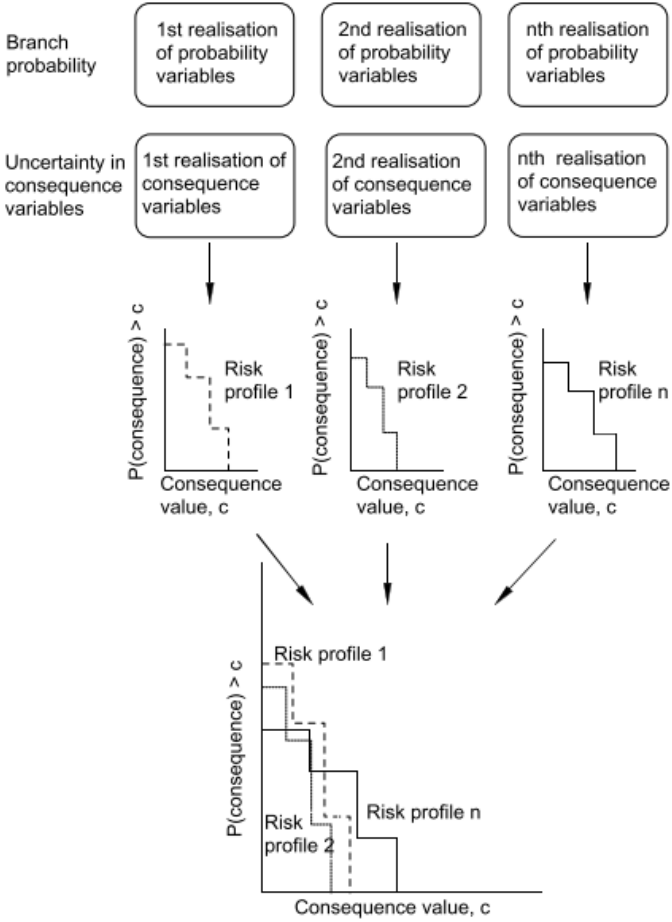 Branch
probability
1st realisation
of probability
variables
2nd realisation
of probability
variables
nth realisation
of probability
variables
Uncertainty in
consequence
variables
1st realisation of
consequence
variables
2nd realisation
of consequence
variables
nth realisation
of consequence
variables
P(consequence) > c
Risk
profile 1
Consequence
value, c
P(consequence) > c
Risk
profile 2
Consequence
value, c
P(consequence) > c
Risk
profile n
Consequence
value, c
P(consequence) > c
Risk profile 1
Risk profile n
Risk
profile 2
Consequence value, c